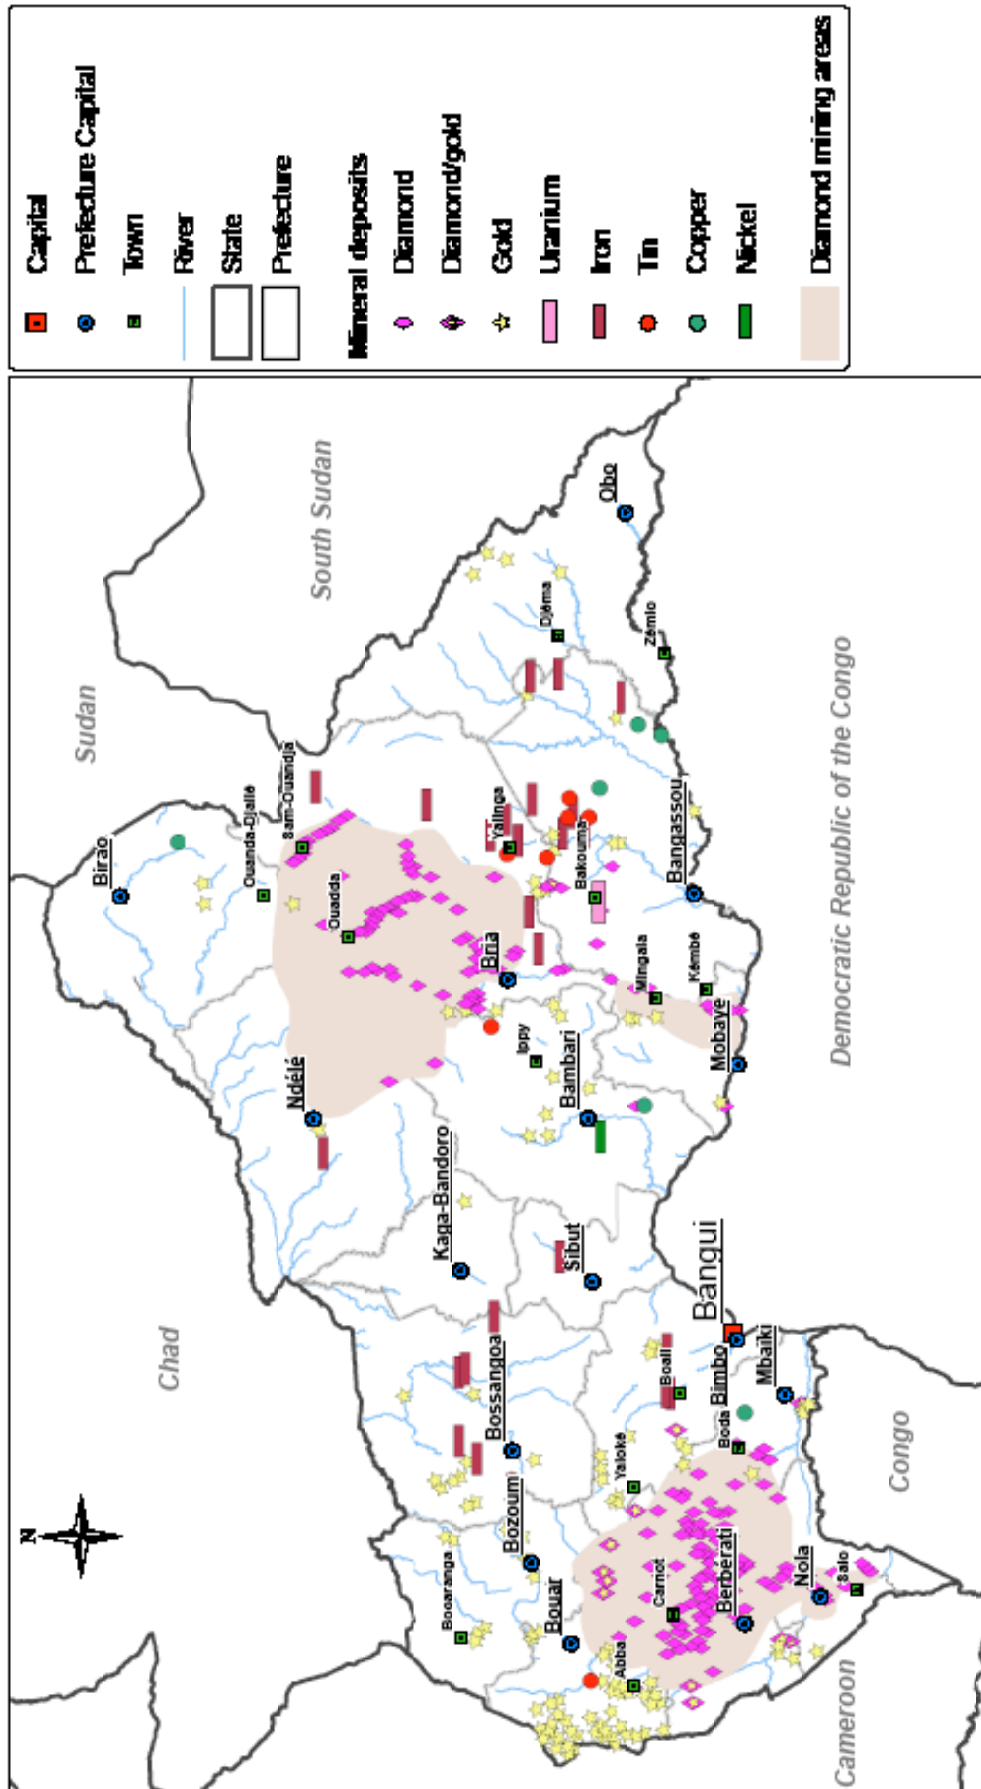 Capital
Prefecture Capital
Town
River
State
Prefecture
Mineral deposits
Diamond
Diamond/gold
Gold
Uranium
Iron
Tin
Copper
Nickel
Diamond mining areas
N
Chad
Sudan
South Sudan
Democratic Republic of the Congo
Congo
Cameroon
Birao
Ouanda-Djallé
Sam-Ouandja
Ouadda
Ndélé
Yalinga
Bria
Ippy
Bambari
Bakouma
Bangassou
Mingala
Kémbé
Mobaye
Djéma
Zémio
Obo
Kaga-Bandoro
Sibut
Bossangoa
Bozoum
Bouar
Bocaranga
Abba
Carnot
Berbérati
Nola
Salo
Yaloké
Boda
Boali
Bangui
Bimbo
Mbaïki